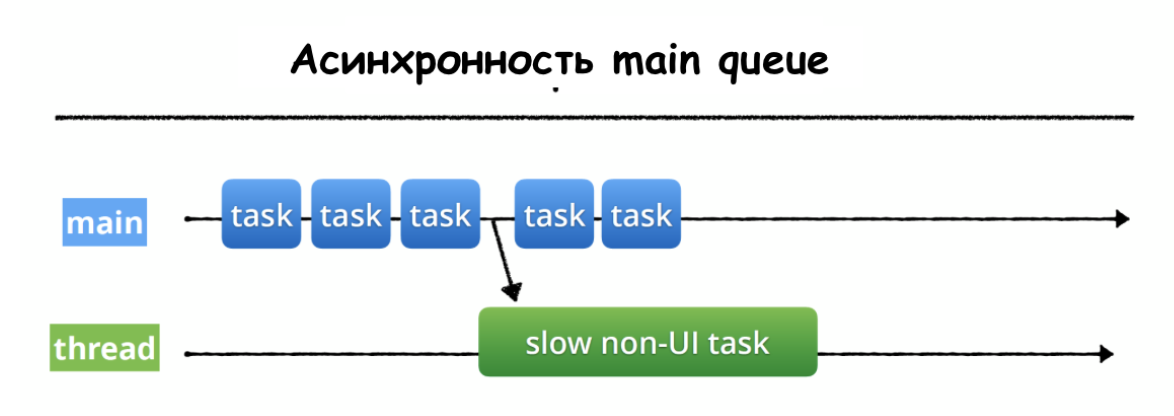 Асинхронность main queue
main
task task task task task
thread
slow non-UI task